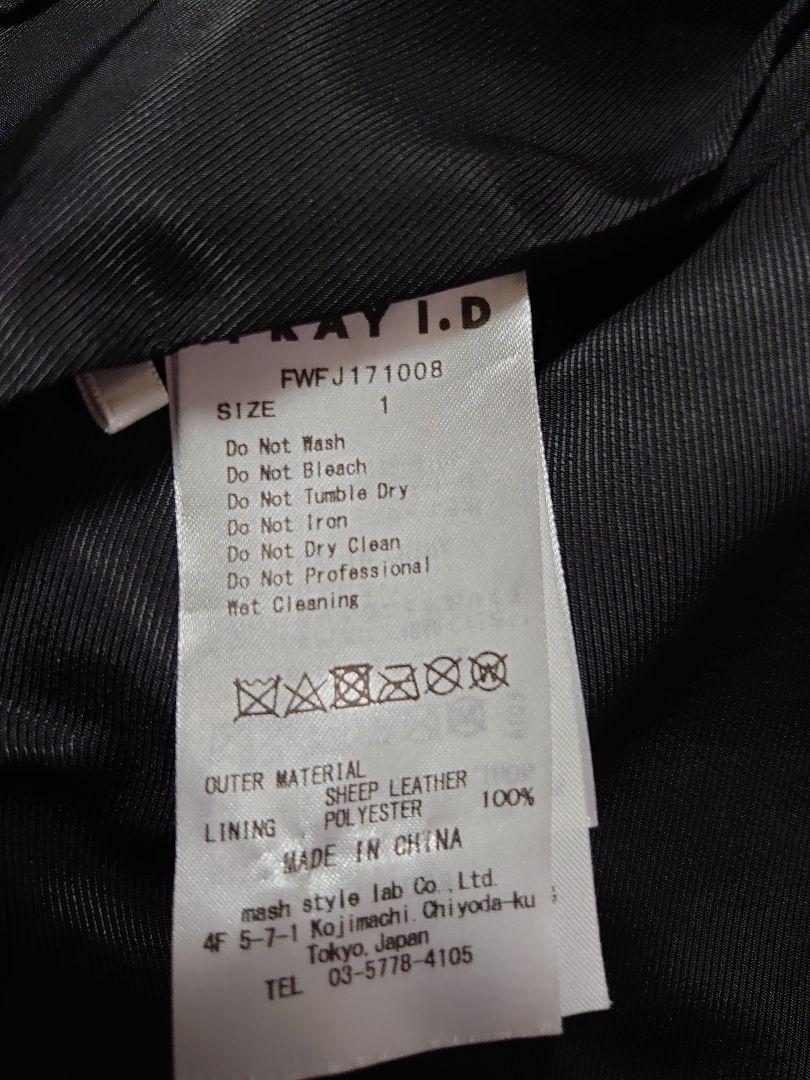 FRAY I.D
FWFJ171008
SIZE 1
Do Not Wash
Do Not Bleach
Do Not Tumble Dry
Do Not Iron
Do Not Dry Clean
Do Not Professional
Wet Cleaning
W
OUTER MATERIAL
SHEEP LEATHER
LINING POLYESTER 100%
MADE IN CHINA
mash style lab Co.,Ltd.
4F 5-7-1 Kojimachi.Chiyoda-ku
Tokyo.Japan
TEL 03-5778-4105